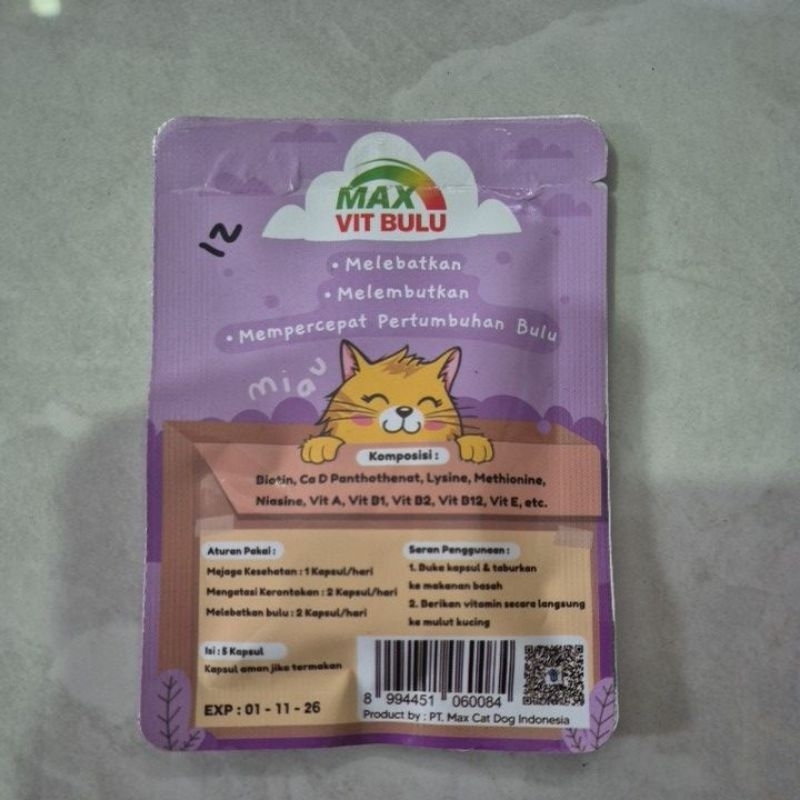 MAX
VIT BULU
12
• Melebatkan
• Melembutkan
• Mempercepat Pertumbuhan Bulu
miau
Komposisi :
Biotin, Ca D Panthothenat, Lysine, Methionine,
Niasine, Vit A, Vit B1, Vit B2, Vit B12, Vit E, etc.
Aturan Pakai :
Mejaga Kesehatan : 1 Kapsul/hari
Mengatasi Kerontokan : 2 Kapsul/hari
Melebatkan bulu : 2 Kapsul/hari
Isi : 5 Kapsul
Kapsul aman jika termakan
EXP : 01 - 11 - 26
Saran Penggunaan :
1. Buka kapsul & taburkan
ke makanan basah
2. Berikan vitamin secara langsung
ke mulut kucing
8 994451 060084
Product by : PT. Max Cat Dog Indonesia